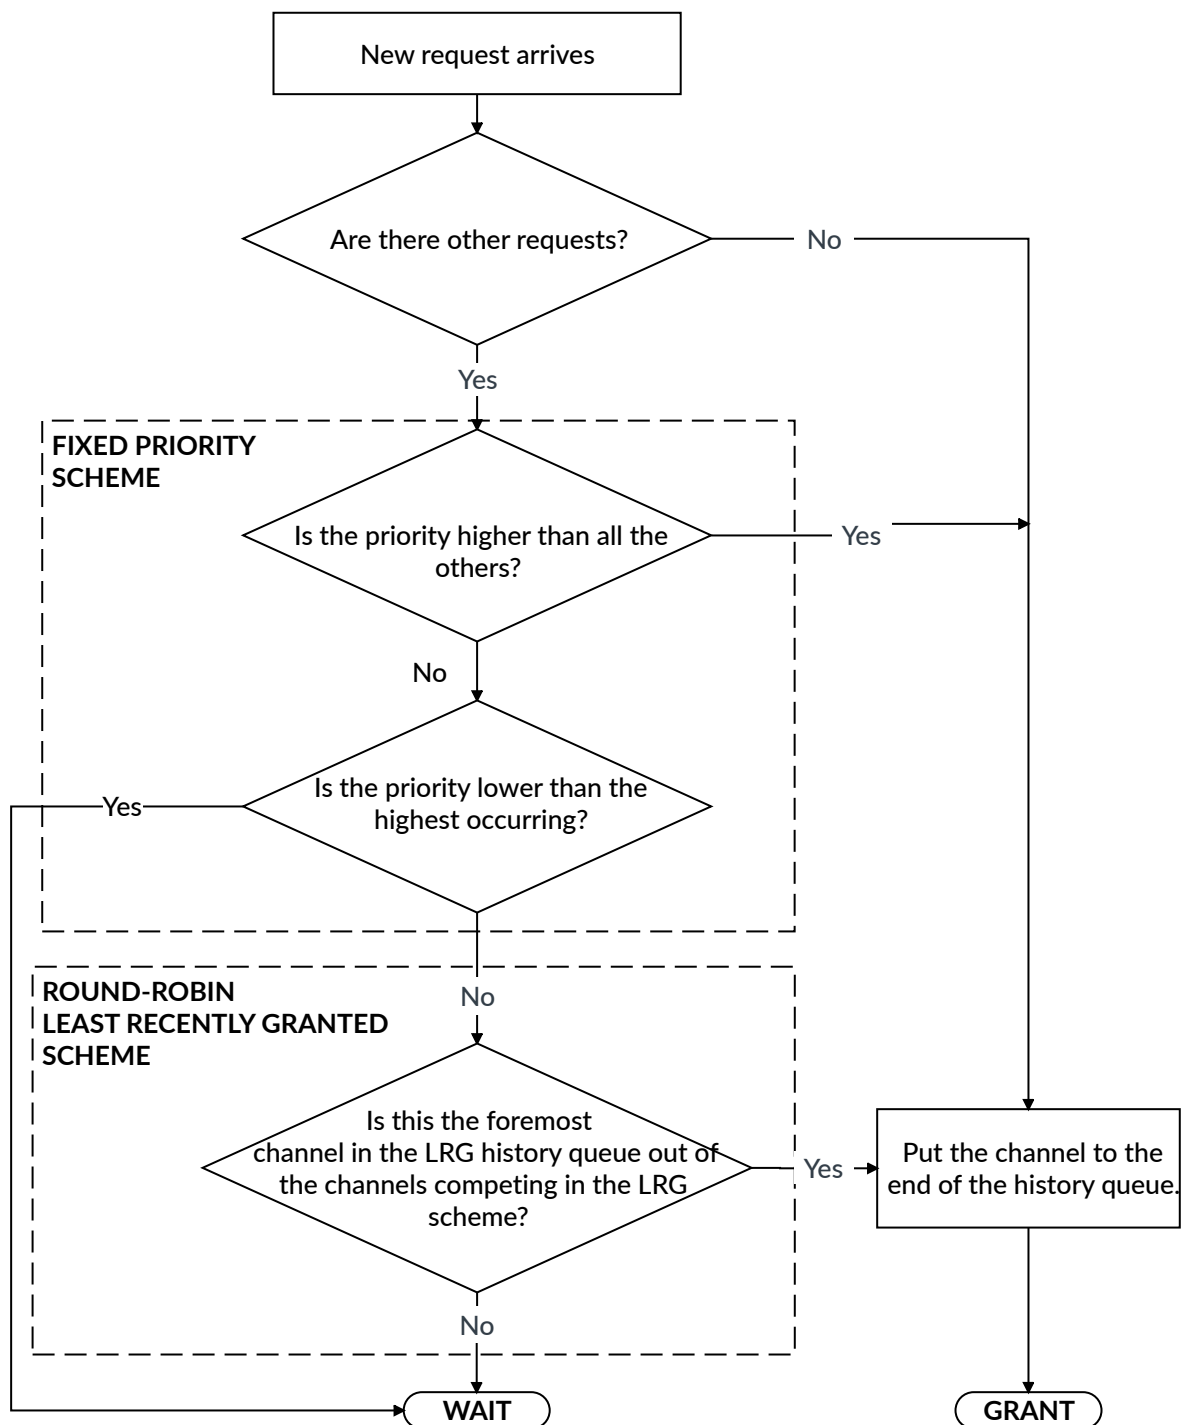 New request arrives
Are there other requests?
No
Yes
FIXED PRIORITY
SCHEME
Is the priority higher than all the
others?
Yes
No
Is the priority lower than the
highest occurring?
Yes
No
ROUND-ROBIN
LEAST RECENTLY GRANTED
SCHEME
Is this the foremost
channel in the LRG history queue out of
the channels competing in the LRG
scheme?
Yes
Put the channel to the
end of the history queue.
No
WAIT
GRANT